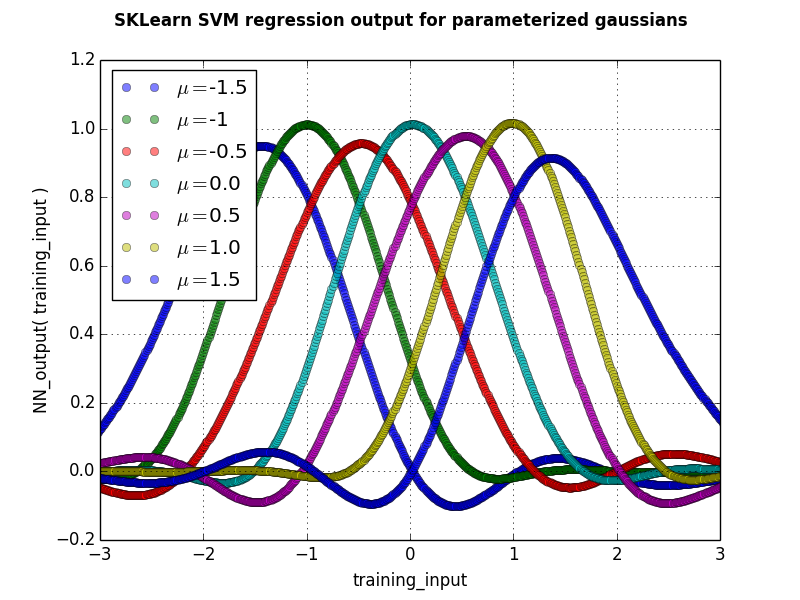 SKLearn SVM regression output for parameterized gaussians
1.2
1.0
0.8
0.6
0.4
0.2
0.0
−0.2
NN_output( training_input )
μ=-1.5
μ=-1
μ=-0.5
μ=0.0
μ=0.5
μ=1.0
μ=1.5
−3 −2 −1 0 1 2 3
training_input